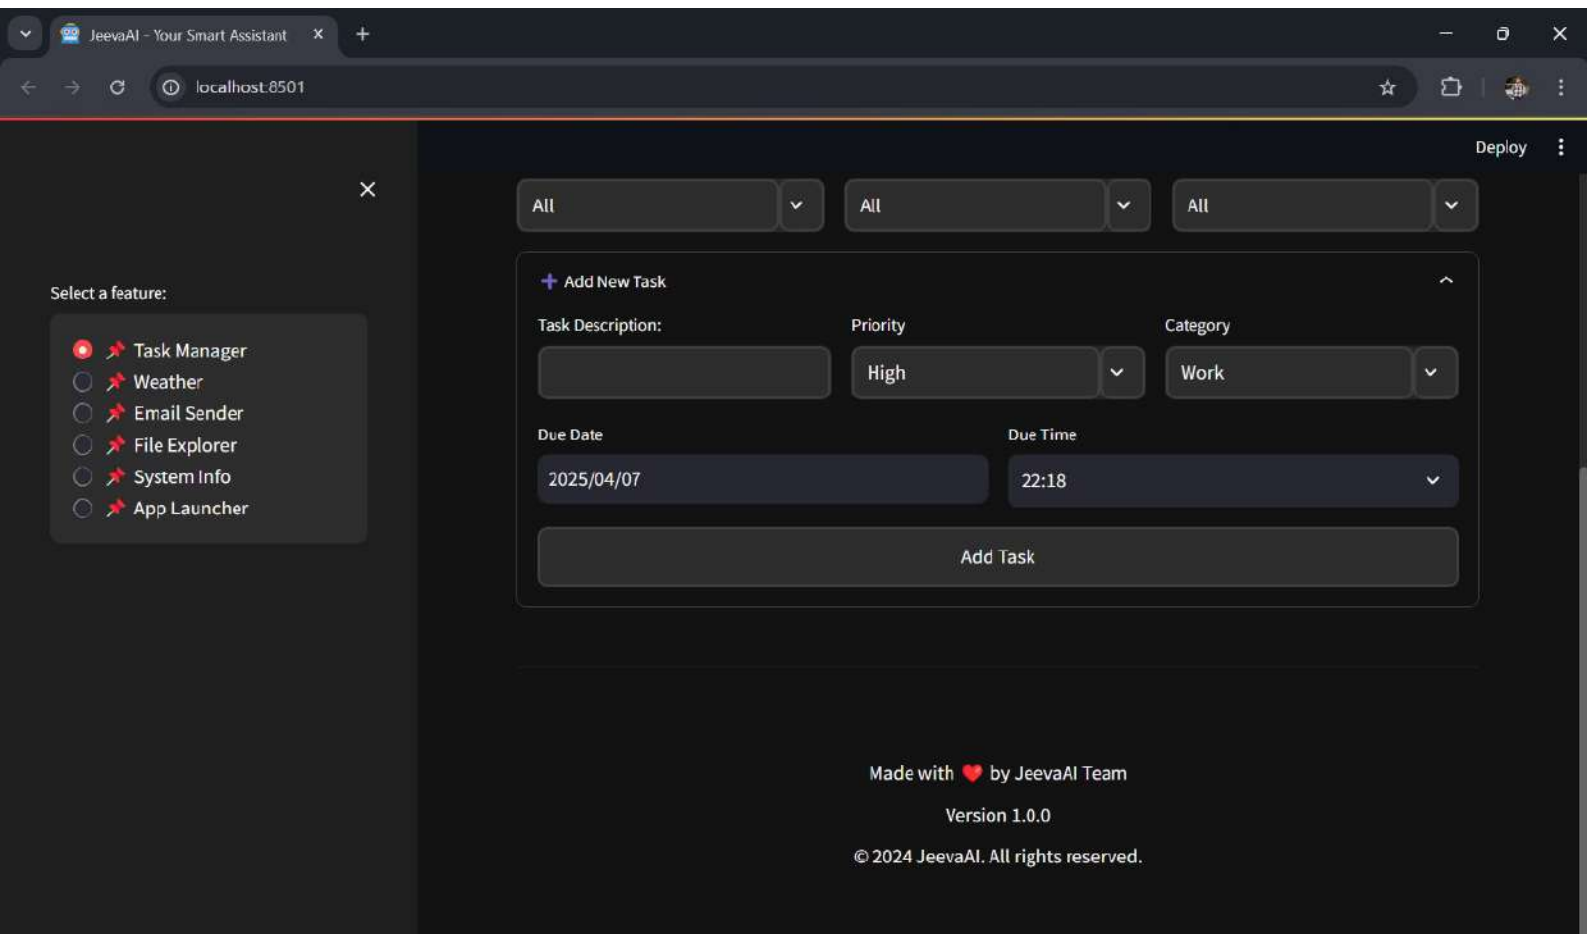 JeevaAI - Your Smart Assistant
localhost:8501
Deploy
Select a feature:
Task Manager
Weather
Email Sender
File Explorer
System Info
App Launcher
All All All
Add New Task
Task Description: Priority Category
High Work
Due Date Due Time
2025/04/07 22:18
Add Task
Made with ❤️ by JeevaAI Team
Version 1.0.0
© 2024 JeevaAI. All rights reserved.